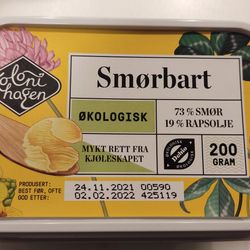 Kolonihagen
Smørbart
ØKOLOGISK
73 % SMØR
19 % RAPSOLJE
MYKT RETT FRA
KJØLESKAPET
Debio
200
GRAM
PRODUSERT:
BEST FØR, OFTE
GOD ETTER:
24.11.2021 00590
02.02.2022 425119